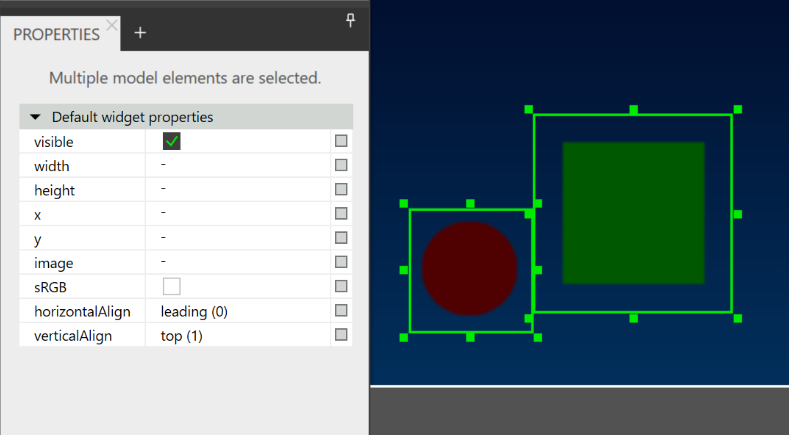 PROPERTIES
Multiple model elements are selected.
Default widget properties
visible
width -
height -
x -
y -
image -
sRGB
horizontalAlign leading (0)
verticalAlign top (1)